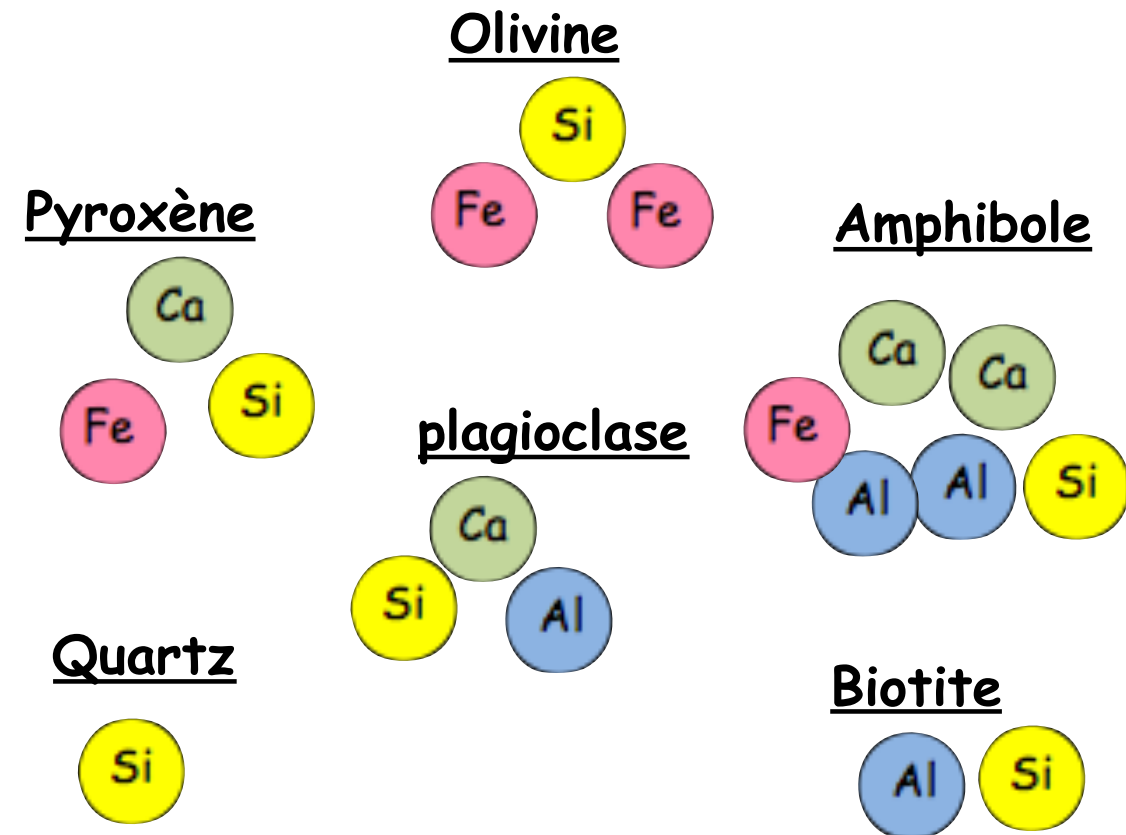 Olivine
Si
Fe Fe
Pyroxène
Ca
Fe Si
Amphibole
Ca Ca
Fe
Al Al Si
plagioclase
Ca
Si Al
Quartz
Si
Biotite
Al Si